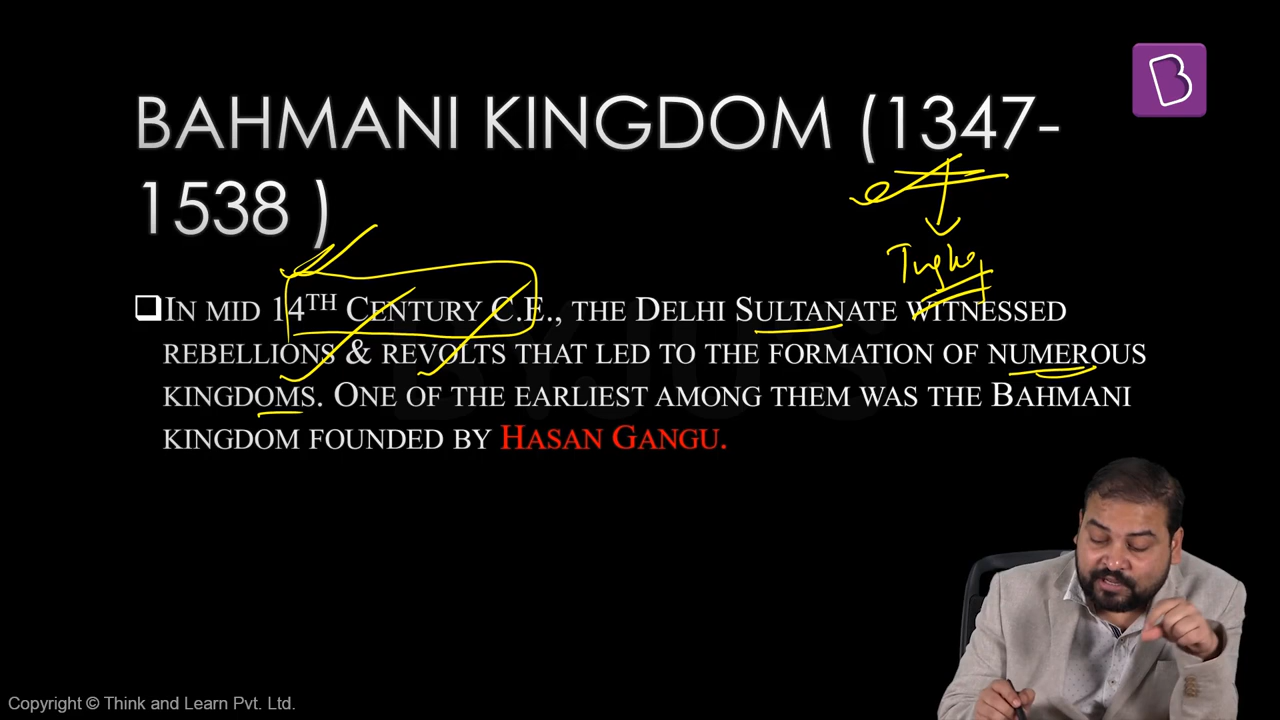 BAHMANI KINGDOM (1347-
1538 )
Tughq
❑IN MID 14TH CENTURY C.E., THE DELHI SULTANATE WITNESSED
REBELLIONS & REVOLTS THAT LED TO THE FORMATION OF NUMEROUS
KINGDOMS. ONE OF THE EARLIEST AMONG THEM WAS THE BAHMANI
KINGDOM FOUNDED BY HASAN GANGU.
BYJU'S
Copyright © Think and Learn Pvt. Ltd.